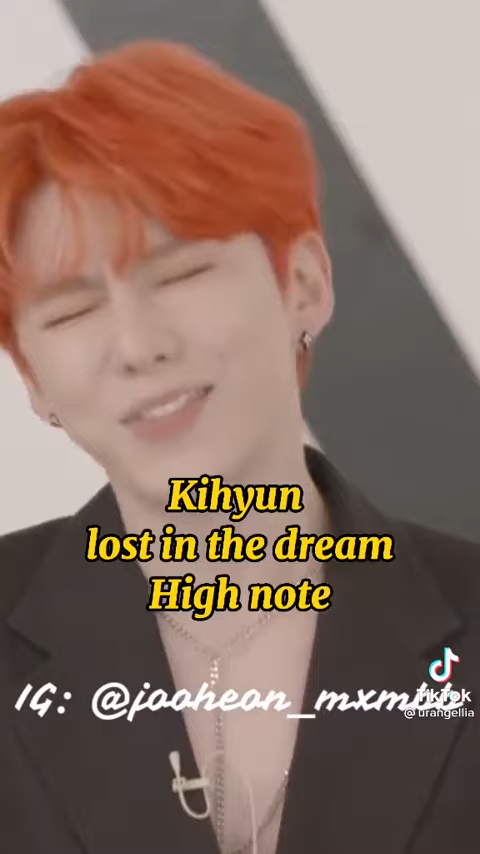 Kihyun
lost in the dream
High note
IG: @jooheon_mxmbb
TikTok
@urangellia